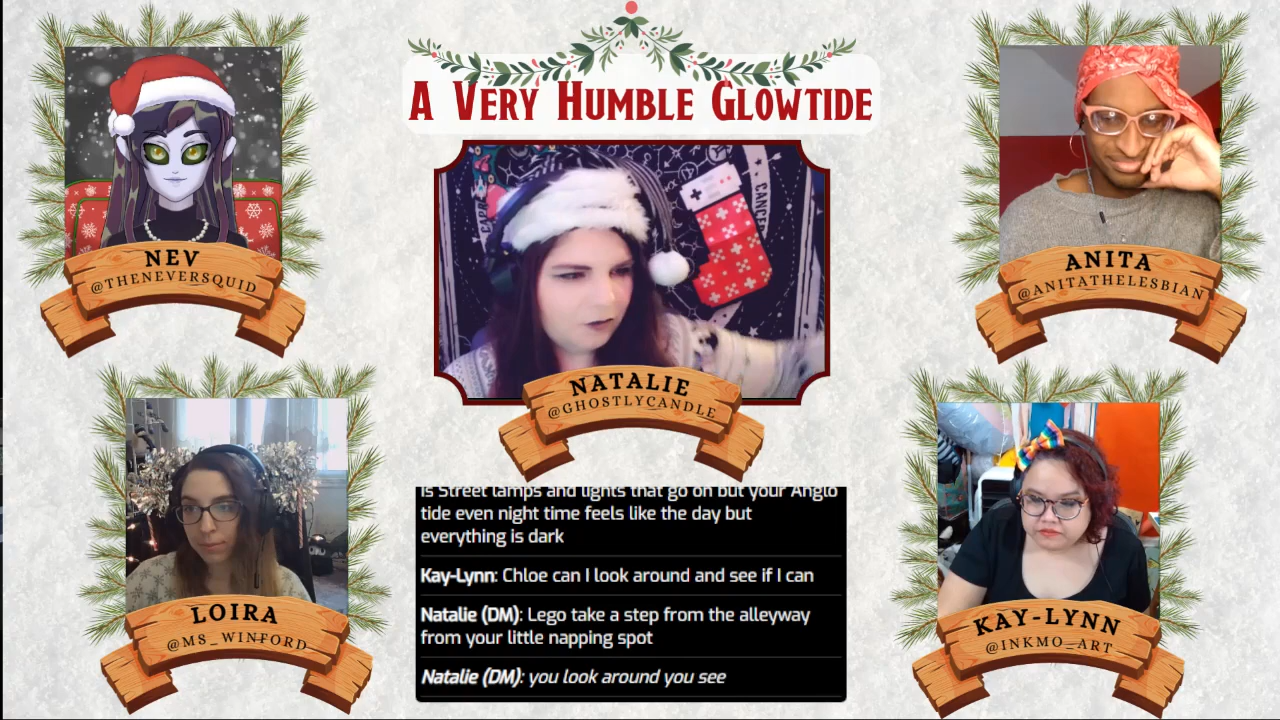 A Very Humble Glowtide
NEV
@THENEVERSQUID
ANITA
@ANITATHELESBIAN
CANCE
NATALIE
@GHOSTLYCANDLE
LOIRA
@MS_WINFORD
KAY-LYNN
@INKMO_ART
is Street lamps and lights that go on but your Anglo
tide even night time feels like the day but
everything is dark
Kay-Lynn: Chloe can I look around and see if I can
Natalie (DM): Lego take a step from the alleyway
from your little napping spot
Natalie (DM): you look around you see